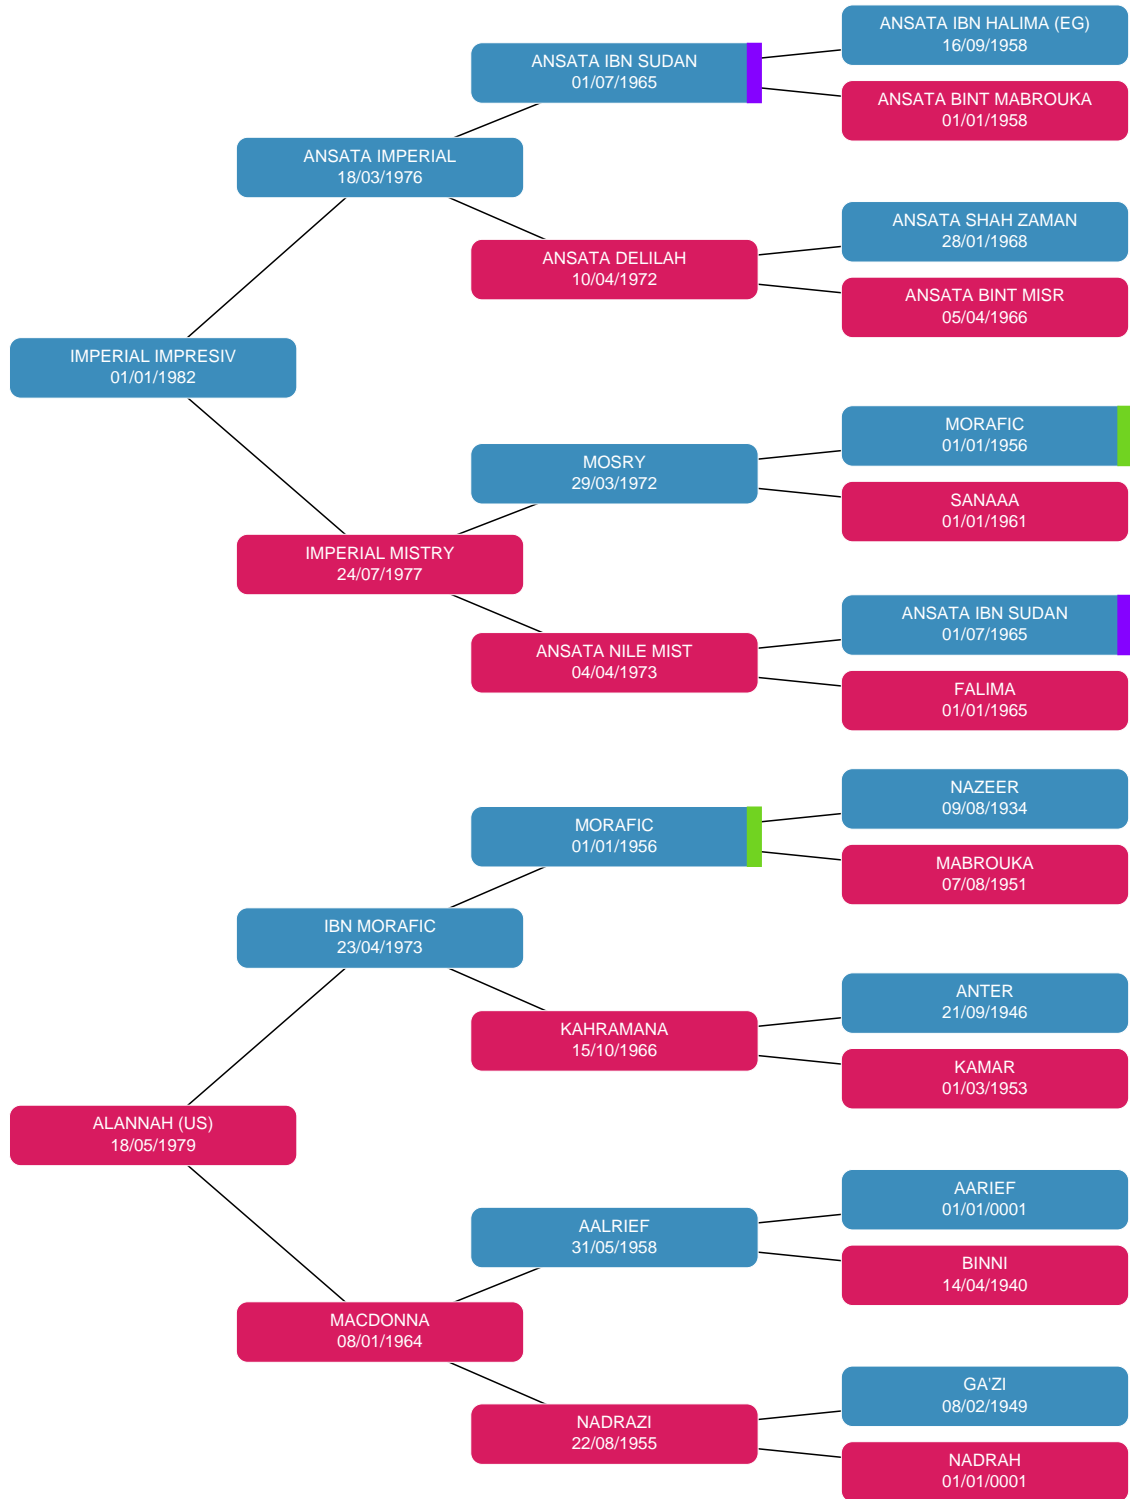 ANSATA IBN HALIMA (EG)
16/09/1958
ANSATA IBN SUDAN
01/07/1965
ANSATA BINT MABROUKA
01/01/1958
ANSATA IMPERIAL
18/03/1976
ANSATA SHAH ZAMAN
28/01/1968
ANSATA DELILAH
10/04/1972
ANSATA BINT MISR
05/04/1966
IMPERIAL IMPRESIV
01/01/1982
MORAFIC
01/01/1956
MOSRY
29/03/1972
SANAAA
01/01/1961
IMPERIAL MISTRY
24/07/1977
ANSATA IBN SUDAN
01/07/1965
ANSATA NILE MIST
04/04/1973
FALIMA
01/01/1965
NAZEER
09/08/1934
MORAFIC
01/01/1956
MABROUKA
07/08/1951
IBN MORAFIC
23/04/1973
ANTER
21/09/1946
KAHRAMANA
15/10/1966
KAMAR
01/03/1953
ALANNAH (US)
18/05/1979
AARIEF
01/01/0001
AALRIEF
31/05/1958
BINNI
14/04/1940
MACDONNA
08/01/1964
GA'ZI
08/02/1949
NADRAZI
22/08/1955
NADRAH
01/01/0001